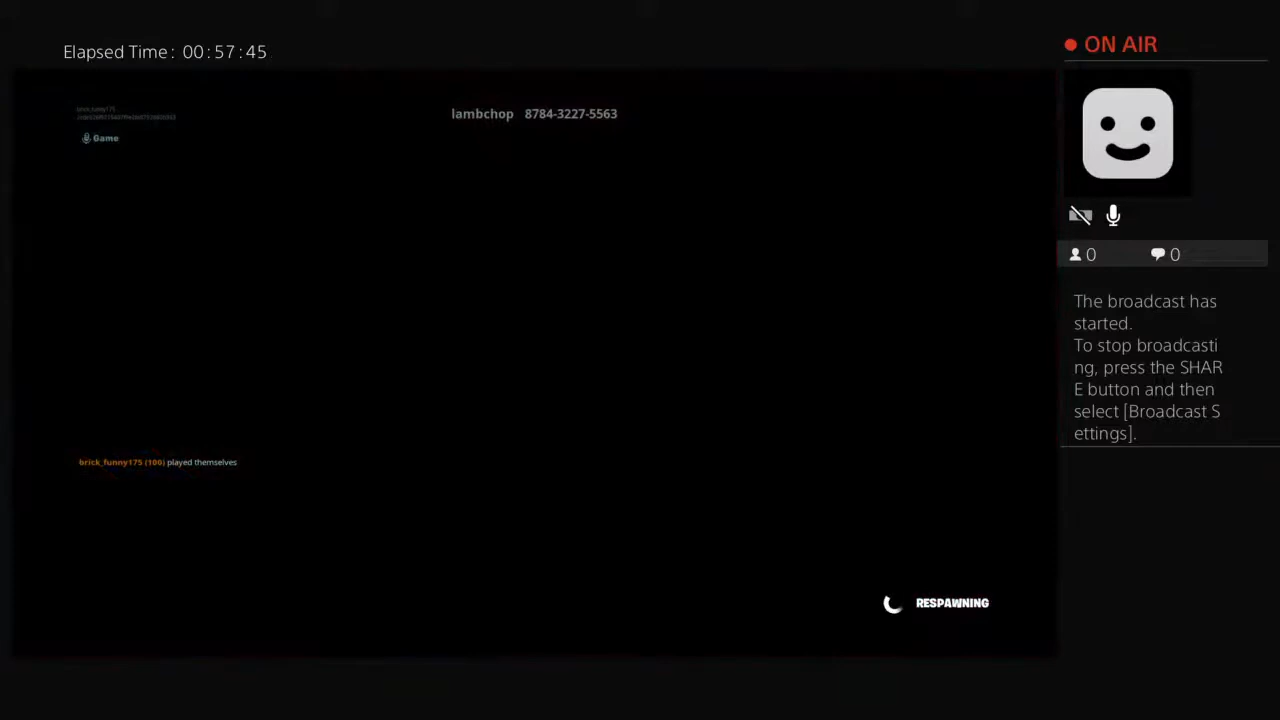 Elapsed Time: 00:57:45
ON AIR
brick_funny175
lambchop 8784-3227-5563
Game
0 0
The broadcast has
started.
To stop broadcasti
ng, press the SHAR
E button and then
select [Broadcast S
ettings].
brick_funny175 (100) played themselves
RESPAWNING